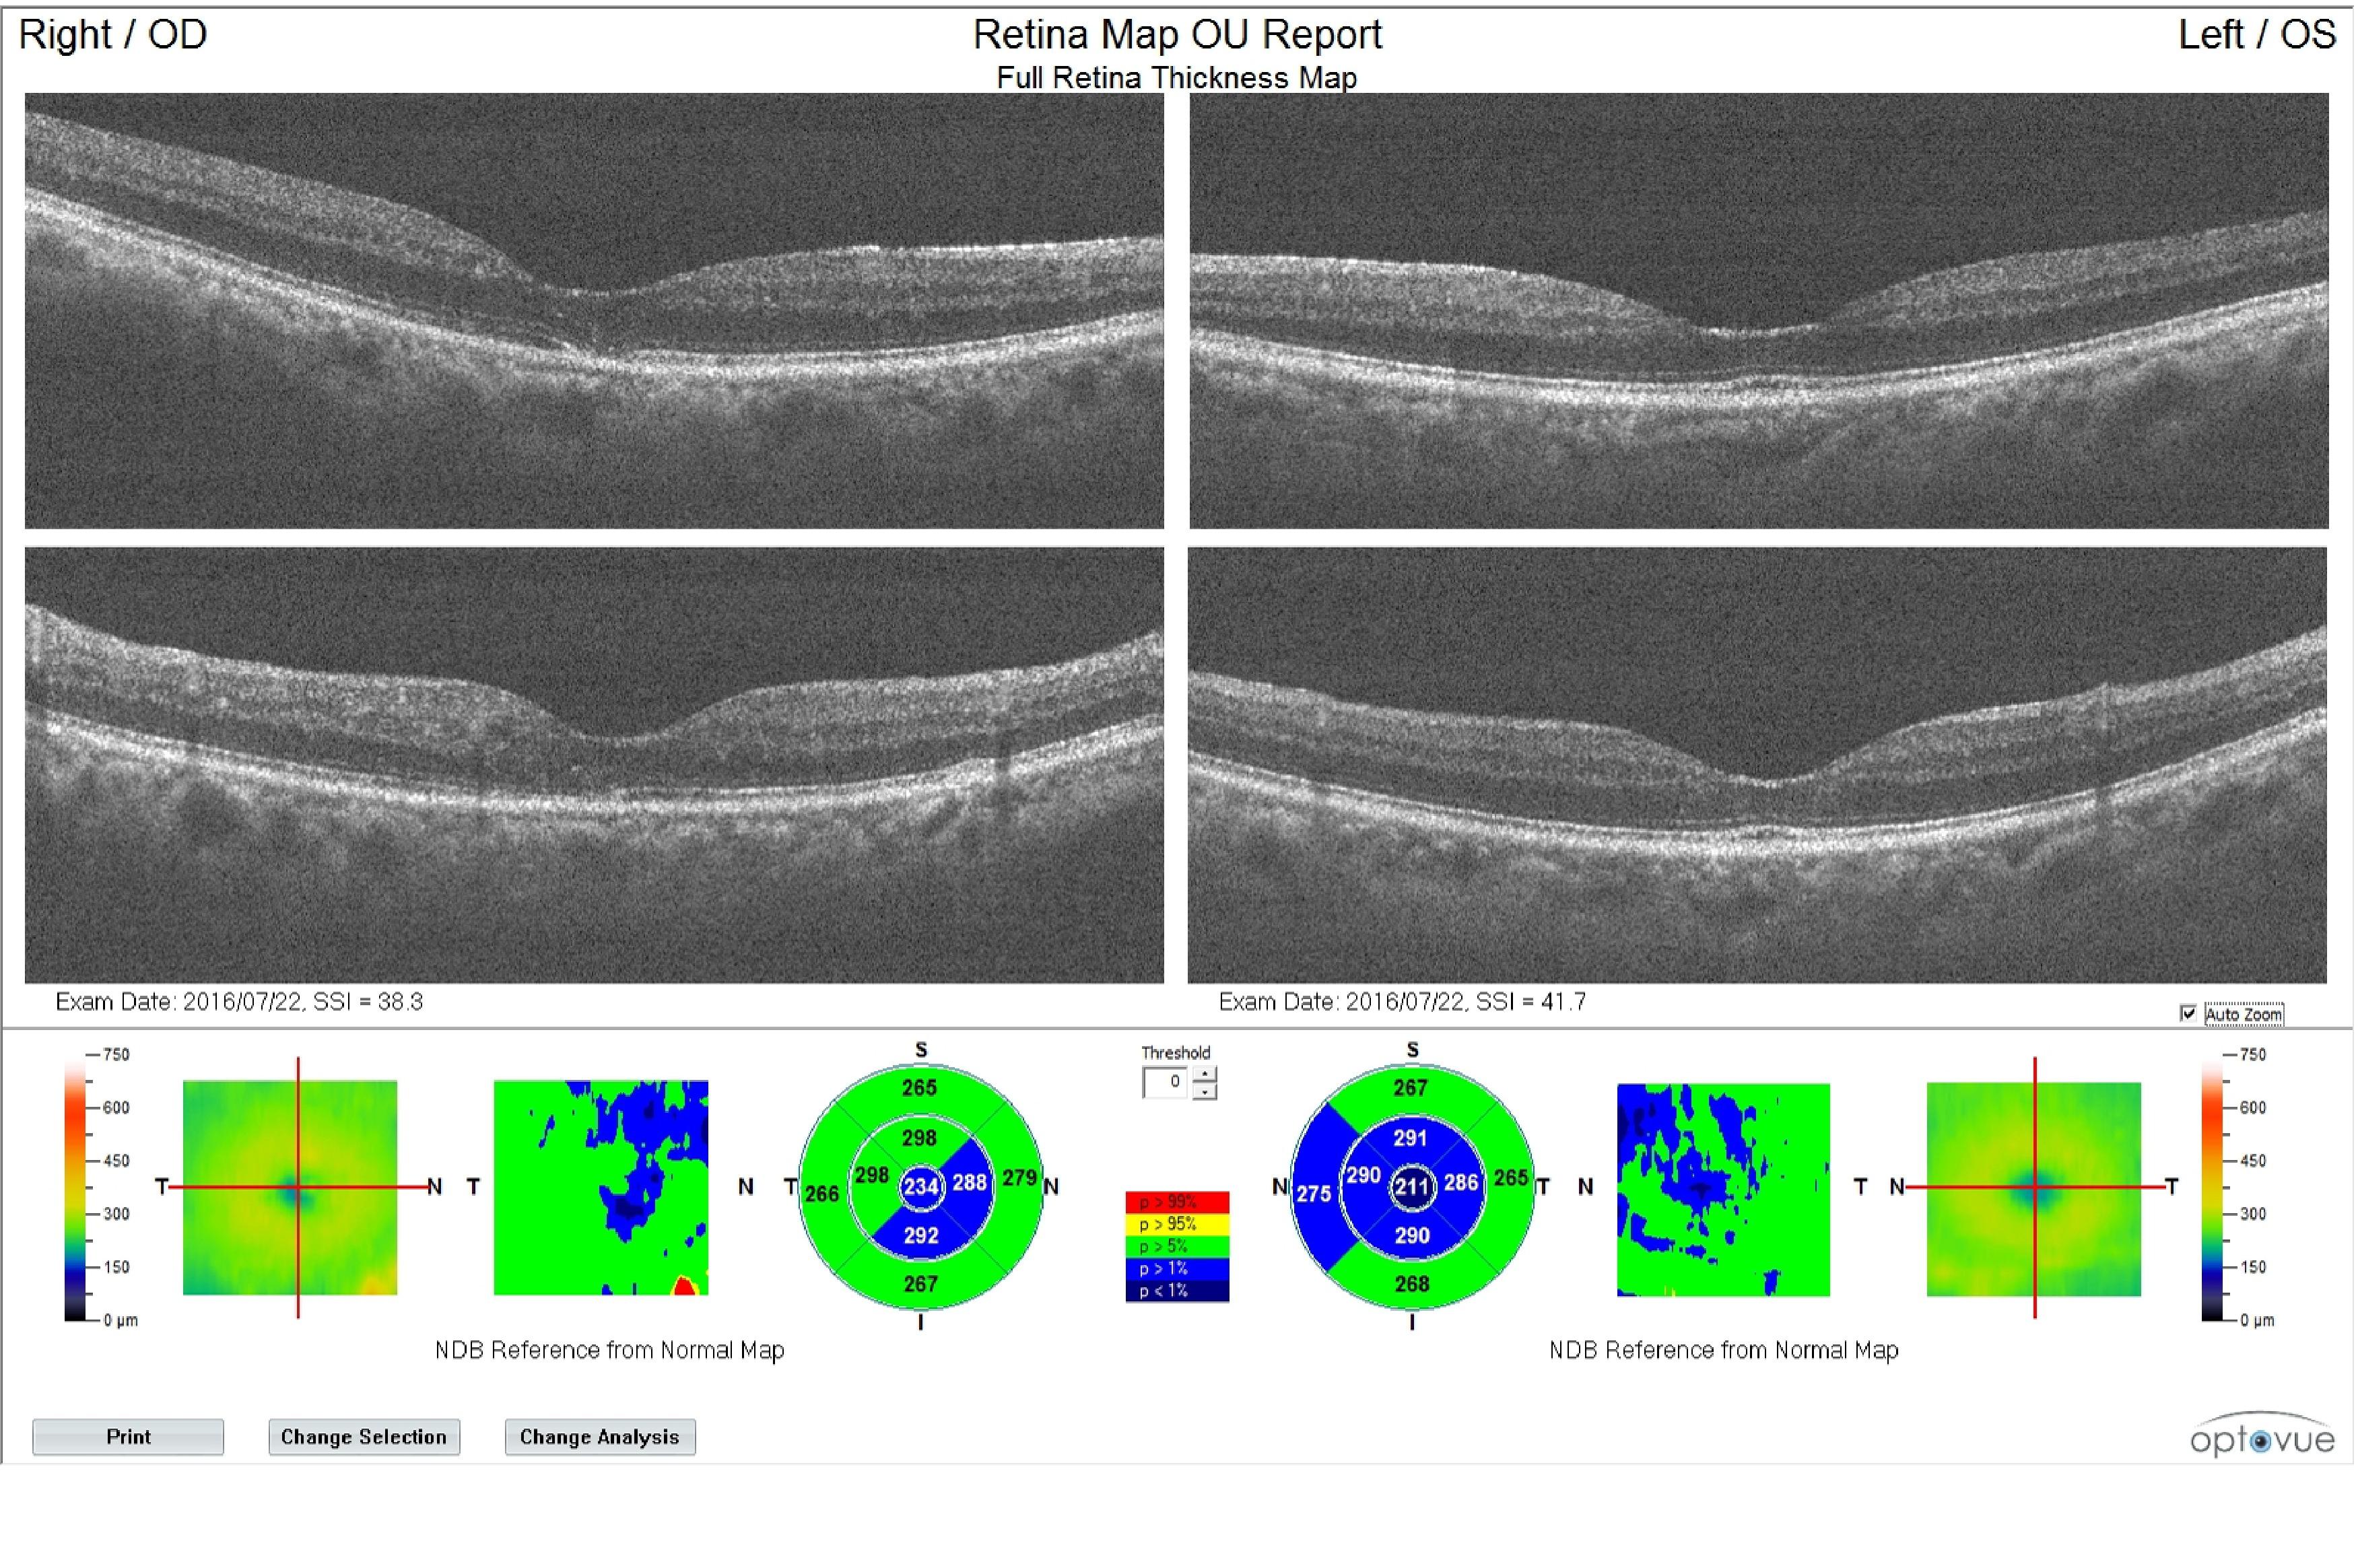 Right / OD
Retina Map OU Report
Left / OS
Full Retina Thickness Map
Exam Date: 2016/07/22, SSI = 38.3
Exam Date: 2016/07/22, SSI = 41.7
Auto Zoom
750
600
450
300
150
0 µm
T
N
T
N
S
265
298
T
266
298
234
288
279
N
292
267
I
Threshold
0
p > 99%
p > 95%
p > 5%
p > 1%
p < 1%
S
267
291
N
275
290
211
286
265
T
290
268
I
N
T
N
T
750
600
450
300
150
0 µm
NDB Reference from Normal Map
NDB Reference from Normal Map
Print
Change Selection
Change Analysis
optovue